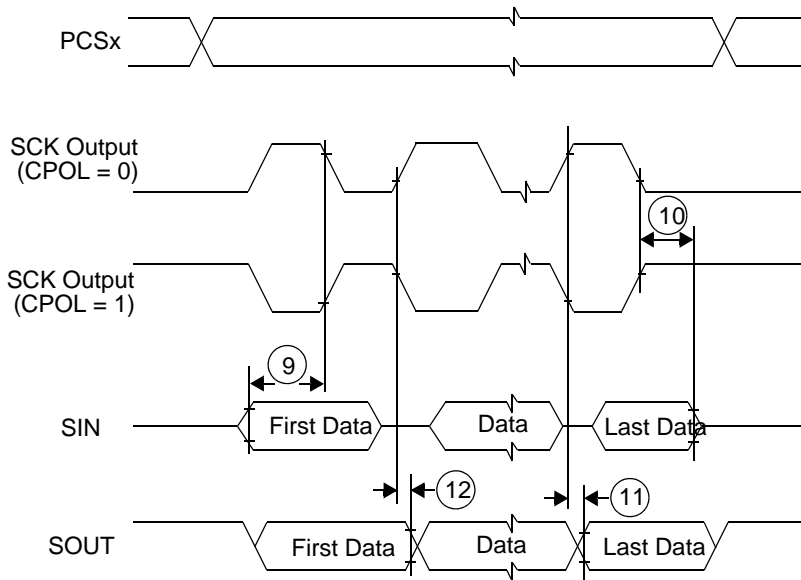 PCSx
SCK Output
(CPOL = 0)
10
SCK Output
(CPOL = 1)
9
SIN
First Data
Data
Last Data
12
11
SOUT
First Data
Data
Last Data